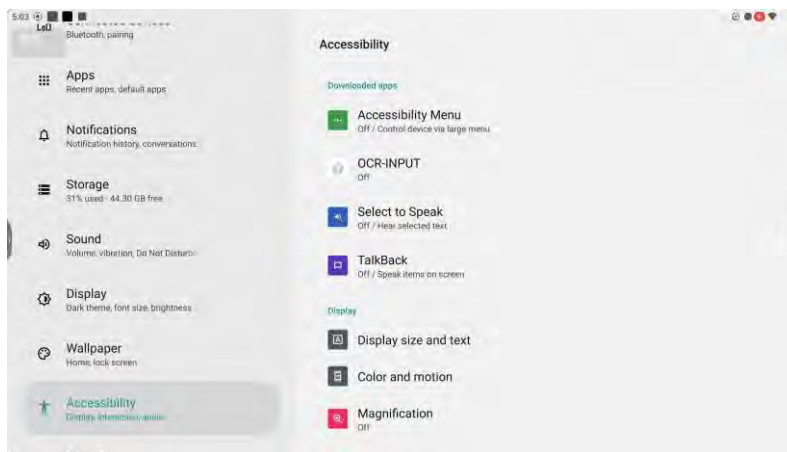 5:03
Bluetooth, pairing
Apps
Recent apps, default apps
Notifications
Notification history, conversations
Storage
31% used - 44.30 GB free
Sound
Volume, vibration, Do Not Disturb
Display
Dark theme, font size, brightness
Wallpaper
Home, lock screen
Accessibility
Display, interaction, audio
Accessibility
Downloaded apps
Accessibility Menu
Off / Control device via large menu
OCR-INPUT
Off
Select to Speak
Off / Hear selected text
TalkBack
Off / Speak items on screen
Display
Display size and text
Color and motion
Magnification
Off